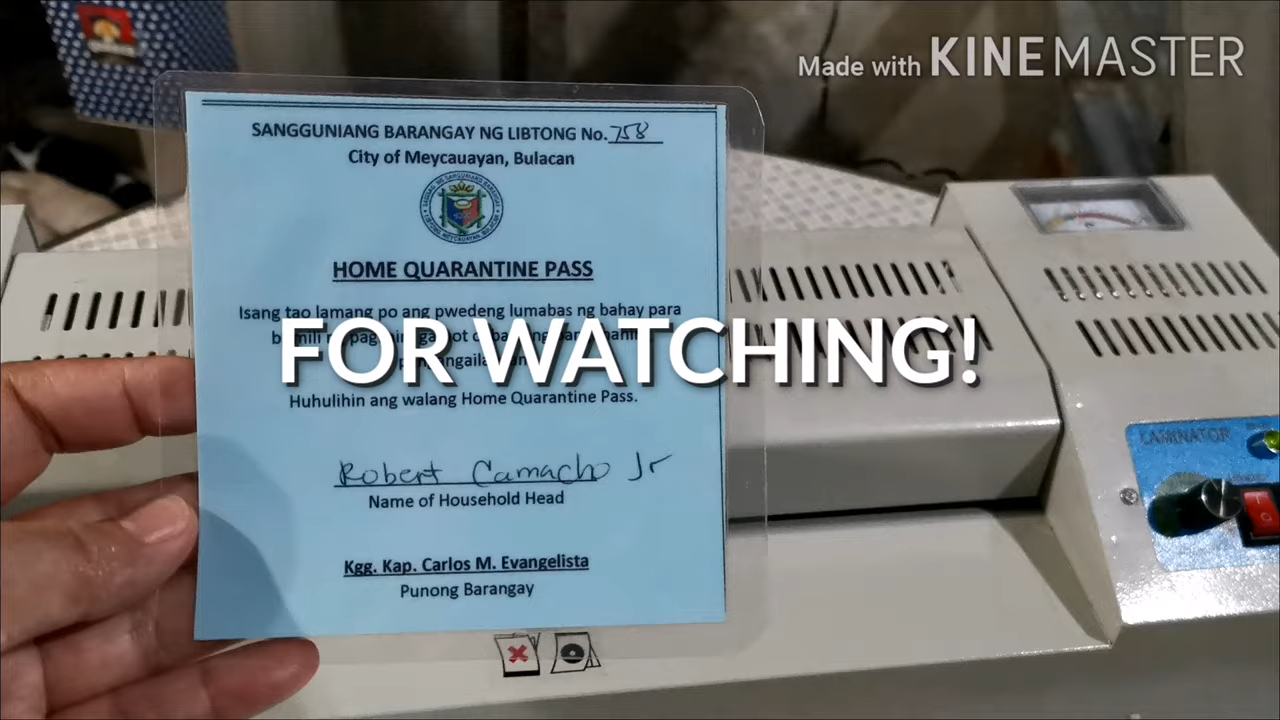 Made with KINEMASTER
SANGGUNIANG BARANGAY NG LIBTONG No. 758
City of Meycauayan, Bulacan
HOME QUARANTINE PASS
Isang tao lamang po ang pwedeng lumabas ng bahay para
FOR WATCHING!
Huhulihin ang walang Home Quarantine Pass.
Robert Camacho Jr
Name of Household Head
Kgg. Kap. Carlos M. Evangelista
Punong Barangay
LAMINATOR